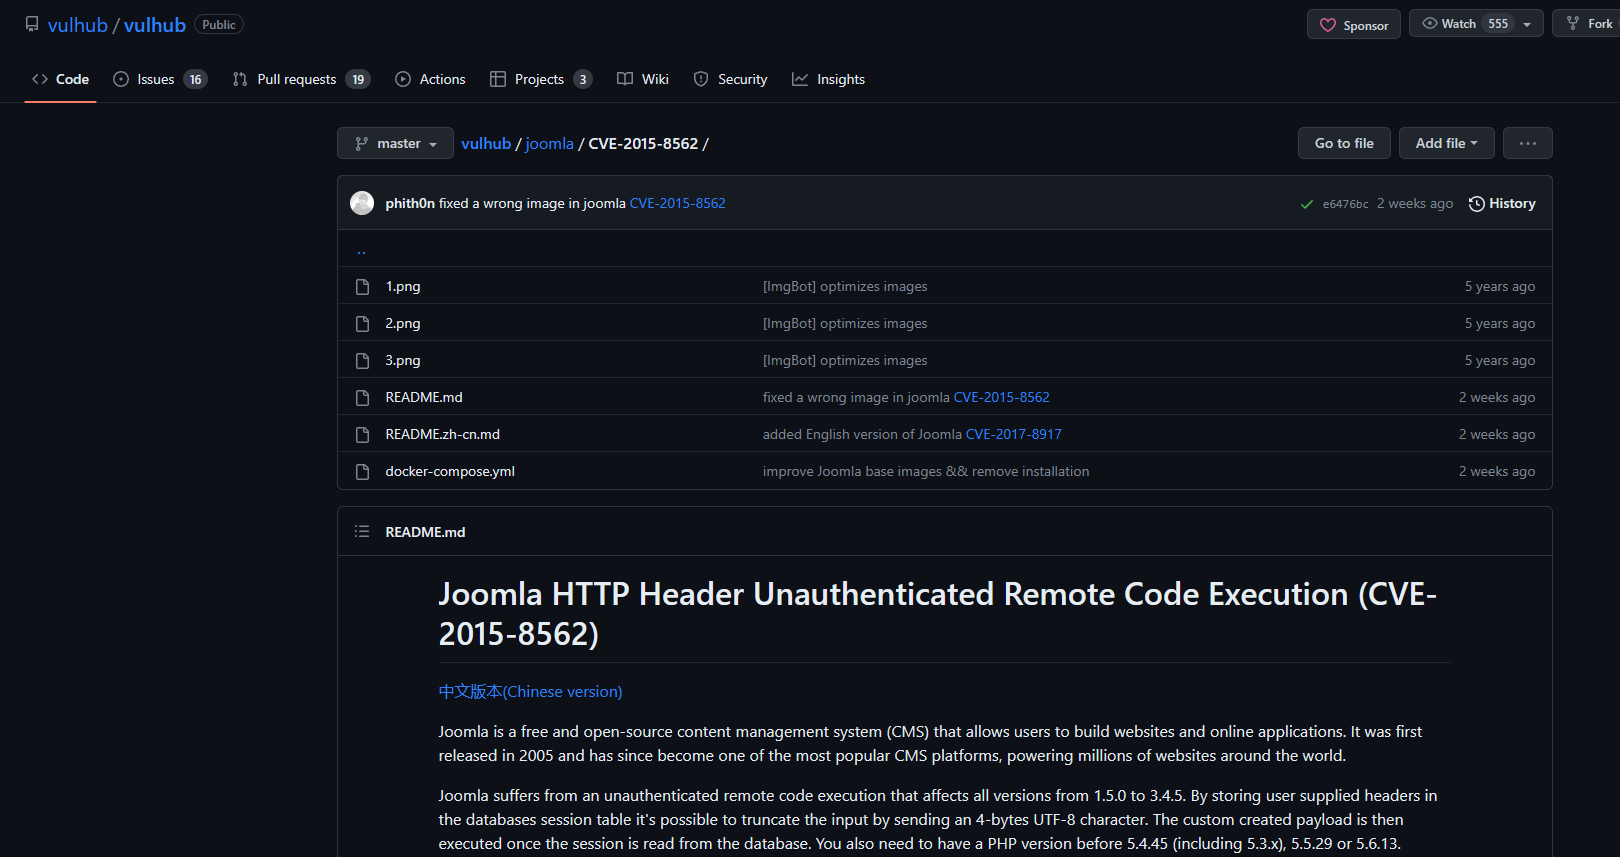 vulhub / vulhub Public
Sponsor Watch 555 Fork
Code Issues 16 Pull requests 19 Actions Projects 3 Wiki Security Insights
master vulhub / joomla / CVE-2015-8562 / Go to file Add file ...
phith0n fixed a wrong image in joomla CVE-2015-8562 e6476bc 2 weeks ago History
..
1.png [ImgBot] optimizes images 5 years ago
2.png [ImgBot] optimizes images 5 years ago
3.png [ImgBot] optimizes images 5 years ago
README.md fixed a wrong image in joomla CVE-2015-8562 2 weeks ago
README.zh-cn.md added English version of Joomla CVE-2017-8917 2 weeks ago
docker-compose.yml improve Joomla base images && remove installation 2 weeks ago
README.md
Joomla HTTP Header Unauthenticated Remote Code Execution (CVE-
2015-8562)
中文版本(Chinese version)
Joomla is a free and open-source content management system (CMS) that allows users to build websites and online applications. It was first
released in 2005 and has since become one of the most popular CMS platforms, powering millions of websites around the world.
Joomla suffers from an unauthenticated remote code execution that affects all versions from 1.5.0 to 3.4.5. By storing user supplied headers in
the databases session table it's possible to truncate the input by sending an 4-bytes UTF-8 character. The custom created payload is then
executed once the session is read from the database. You also need to have a PHP version before 5.4.45 (including 5.3.x), 5.5.29 or 5.6.13.